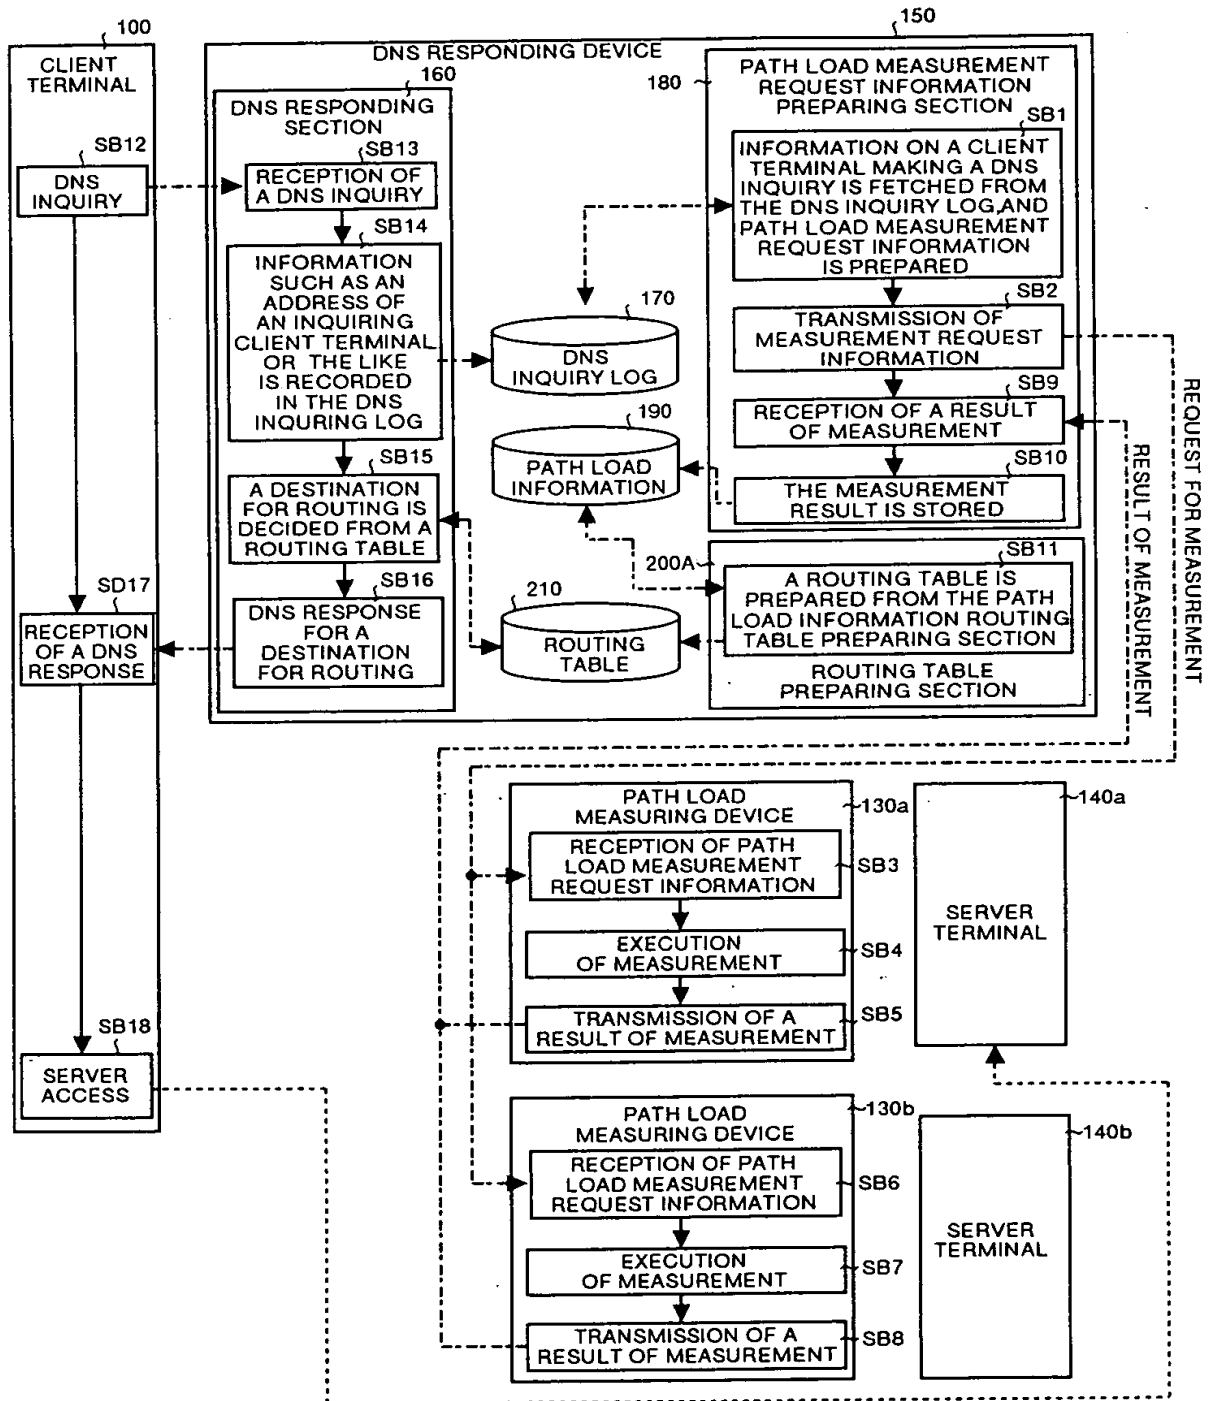 100
CLIENT
TERMINAL
SB12
DNS
INQUIRY
SD17
RECEPTION
OF A DNS
RESPONSE
SB18
SERVER
ACCESS
150
DNS RESPONDING DEVICE
160
DNS RESPONDING
SECTION
SB13
RECEPTION OF
A DNS INQUIRY
SB14
INFORMATION
SUCH AS AN
ADDRESS OF
AN INQUIRING
CLIENT TERMINAL
OR THE LIKE
IS RECORDED
IN THE DNS
INQURING LOG
SB15
A DESTINATION
FOR ROUTING IS
DECIDED FROM A
ROUTING TABLE
SB16
DNS RESPONSE
FOR A
DESTINATION
FOR ROUTING
170
DNS
INQUIRY LOG
190
PATH LOAD
INFORMATION
210
ROUTING
TABLE
180
PATH LOAD MEASUREMENT
REQUEST INFORMATION
PREPARING SECTION
SB1
INFORMATION ON A CLIENT
TERMINAL MAKING A DNS
INQUIRY IS FETCHED FROM
THE DNS INQUIRY LOG,AND
PATH LOAD MEASUREMENT
REQUEST INFORMATION
IS PREPARED
SB2
TRANSMISSION OF
MEASUREMENT REQUEST
INFORMATION
SB9
RECEPTION OF A RESULT
OF MEASUREMENT
SB10
THE MEASUREMENT
RESULT IS STORED
200A
SB11
A ROUTING TABLE IS
PREPARED FROM THE PATH
LOAD INFORMATION ROUTING
TABLE PREPARING SECTION
ROUTING TABLE
PREPARING SECTION
REQUEST FOR MEASUREMENT
RESULT OF MEASUREMENT
PATH LOAD
MEASURING DEVICE
130a
RECEPTION OF PATH
LOAD MEASUREMENT
REQUEST INFORMATION
SB3
EXECUTION
OF MEASUREMENT
SB4
TRANSMISSION OF A
RESULT OF MEASUREMENT
SB5
140a
SERVER
TERMINAL
PATH LOAD
MEASURING DEVICE
130b
RECEPTION OF PATH
LOAD MEASUREMENT
REQUEST INFORMATION
SB6
EXECUTION
OF MEASUREMENT
SB7
TRANSMISSION OF A
RESULT OF MEASUREMENT
SB8
140b
SERVER
TERMINAL